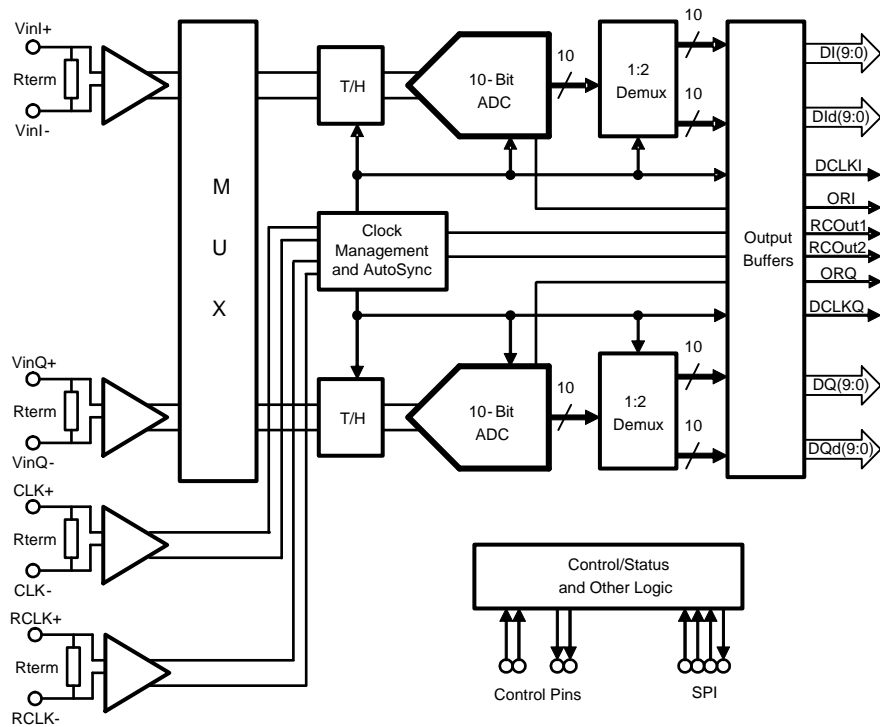 VinI+
Rterm
VinI-
M
U
X
T/H
10- Bit
ADC
10
1:2
Demux
10
10
DI(9:0)
DId(9:0)
DCLKI
ORI
RCOut1
RCOut2
ORQ
DCLKQ
Output
Buffers
Clock
Management
and AutoSync
VinQ+
Rterm
VinQ-
T/H
10- Bit
ADC
10
1:2
Demux
10
10
DQ(9:0)
DQd(9:0)
CLK+
Rterm
CLK-
RCLK+
Rterm
RCLK-
Control/Status
and Other Logic
Control Pins
SPI